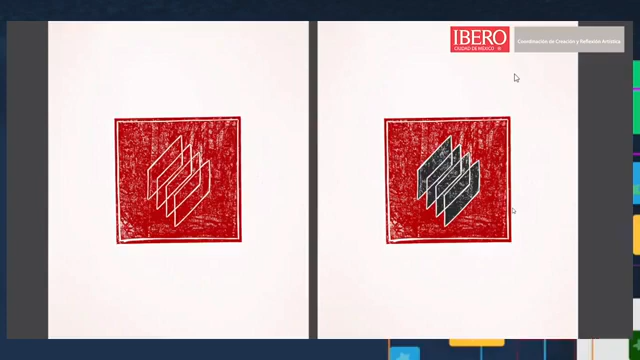 IBERO
CIUDAD DE MÉXICO
Coordinación de Creación y Reflexión Artística